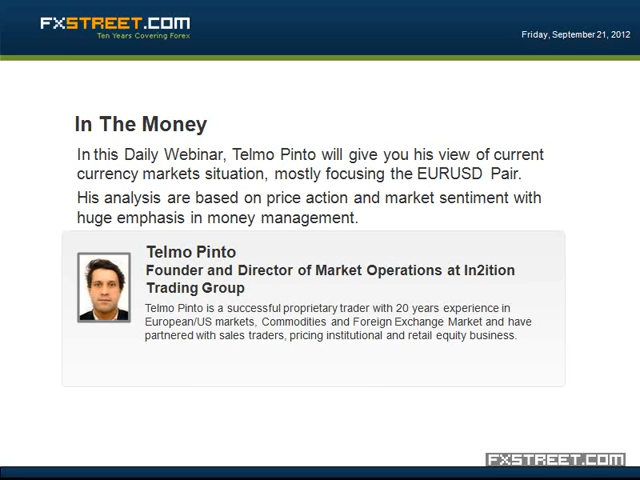 FXSTREET.COM
Ten Years Covering Forex
Friday, September 21, 2012
In The Money
In this Daily Webinar, Telmo Pinto will give you his view of current
currency markets situation, mostly focusing the EURUSD Pair.
His analysis are based on price action and market sentiment with
huge emphasis in money management.
Telmo Pinto
Founder and Director of Market Operations at In2ition
Trading Group
Telmo Pinto is a successful proprietary trader with 20 years experience in
European/US markets, Commodities and Foreign Exchange Market and have
partnered with sales traders, pricing institutional and retail equity business.
FXSTREET.COM